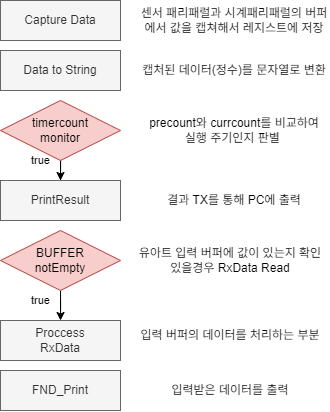 Capture Data
센서 패리패럴과 시계패리패럴의 버퍼
에서 값을 캡쳐해서 레지스트에 저장
Data to String
캡처된 데이터(정수)를 문자열로 변환
timercount
monitor
precount와 currcount를 비교하여
실행 주기인지 판별
true
PrintResult
결과 TX를 통해 PC에 출력
BUFFER
notEmpty
유아트 입력 버퍼에 값이 있는지 확인
있을경우 RxData Read
true
Proccess
RxData
입력 버퍼의 데이터를 처리하는 부분
FND_Print
입력받은 데이터를 출력